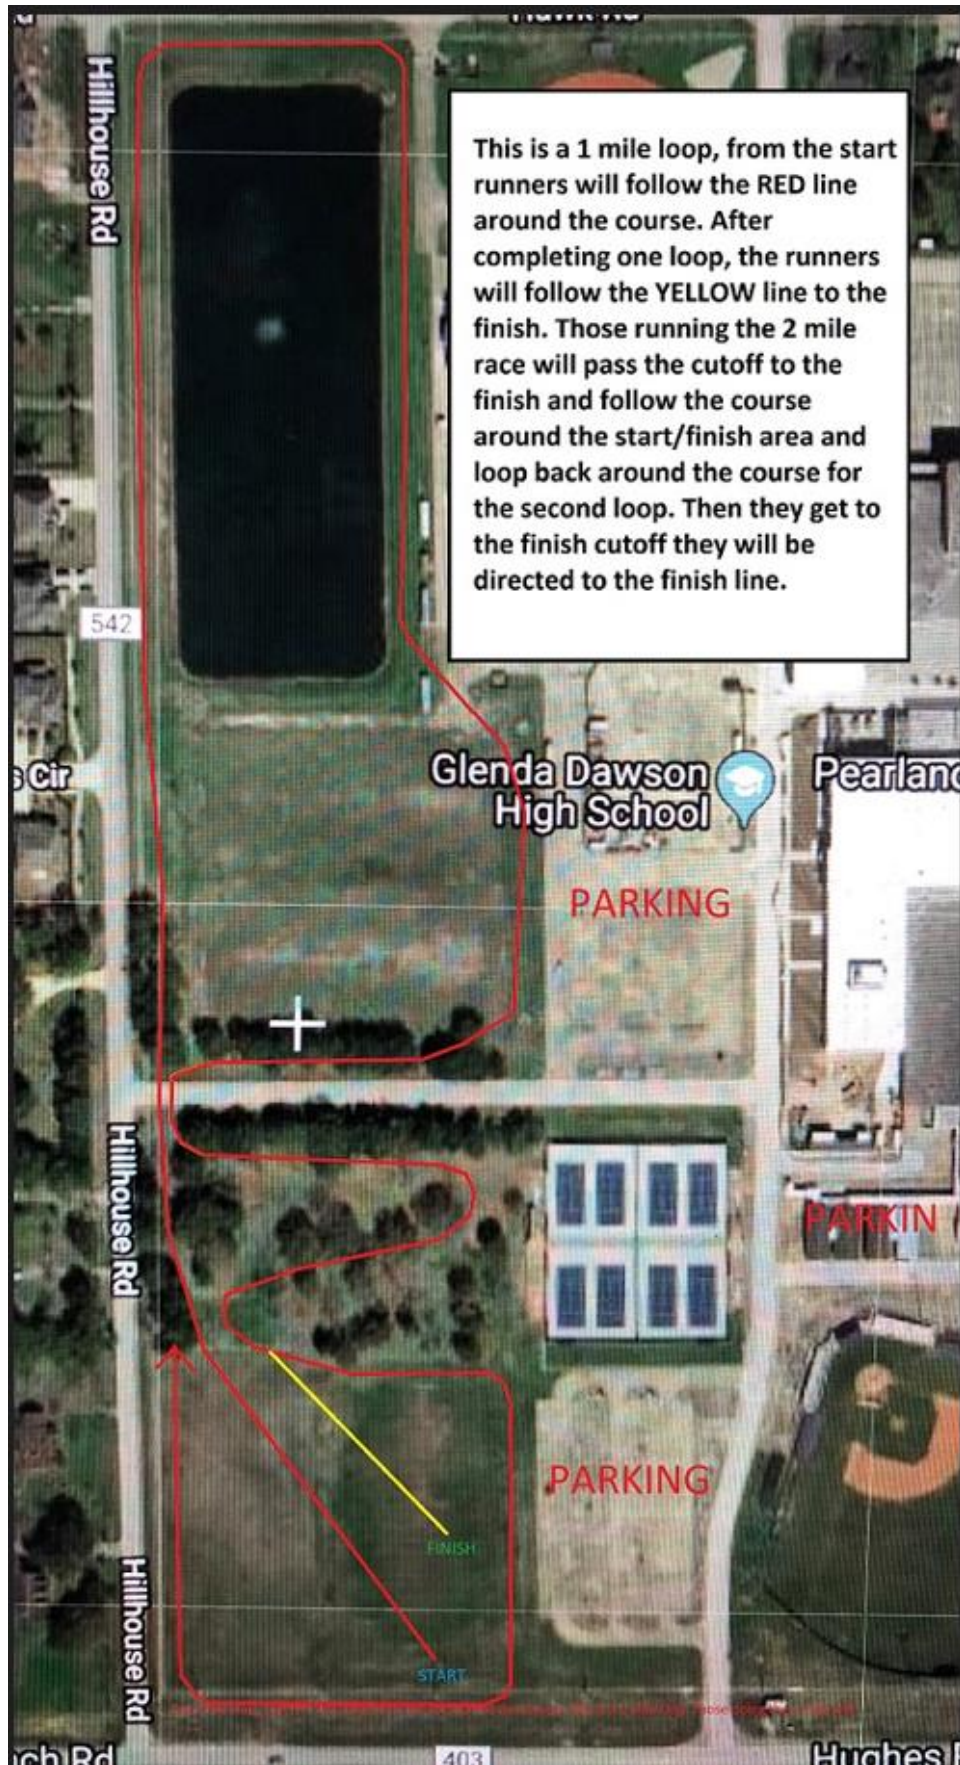 Hillhouse Rd
This is a 1 mile loop, from the start
runners will follow the RED line
around the course. After
completing one loop, the runners
will follow the YELLOW line to the
finish. Those running the 2 mile
race will pass the cutoff to the
finish and follow the course
around the start/finish area and
loop back around the course for
the second loop. Then they get to
the finish cutoff they will be
directed to the finish line.
542
s Cir
Glenda Dawson
High School
Pearland
PARKING
Hillhouse Rd
PARKIN
PARKING
FINISH
START
Hillhouse Rd
ch Rd
403
Hughes